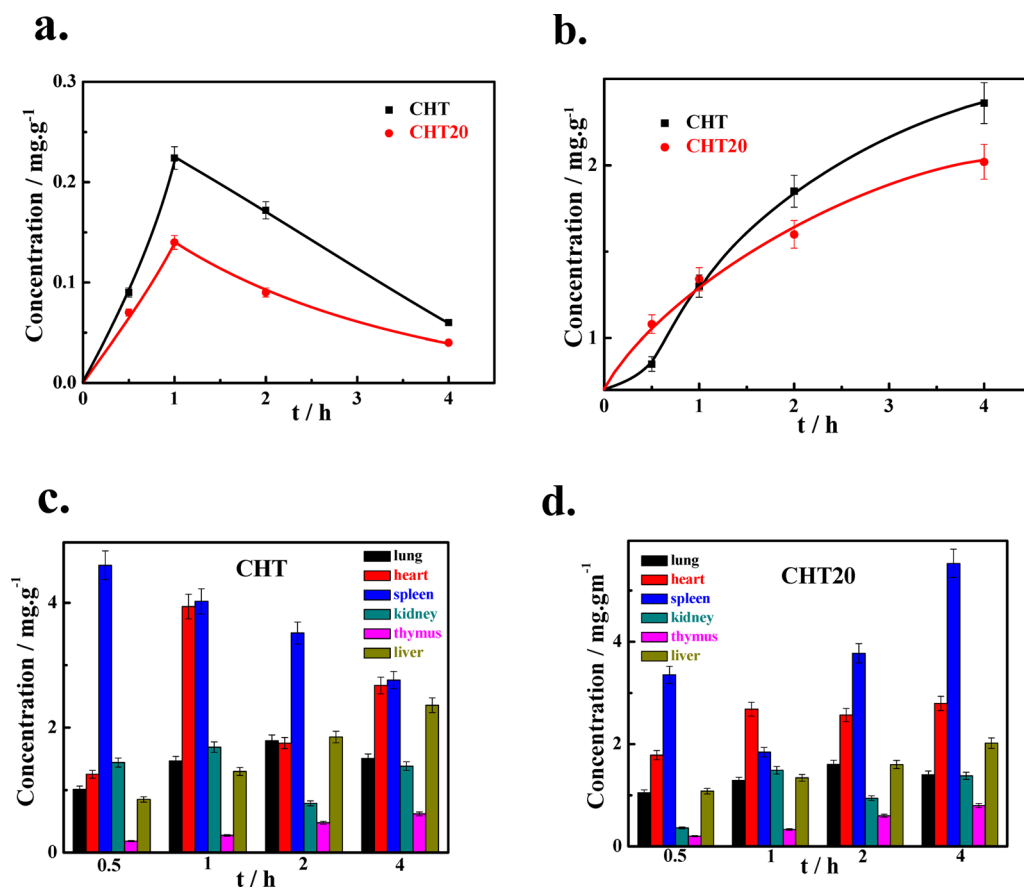 a.
Concentration / mg.g⁻¹
0.3
0.2
0.1
0.0
CHT
CHT20
0 1 2 3 4
t / h
b.
Concentration / mg.g⁻¹
2
1
CHT
CHT20
0 1 2 3 4
t / h
c.
Concentration / mg.g⁻¹
4
2
0
CHT
lung
heart
spleen
kidney
thymus
liver
0.5 1 2 4
t / h
d.
Concentration / mg.gm⁻¹
4
2
0
CHT20
lung
heart
spleen
kidney
thymus
liver
0.5 1 2 4
t / h